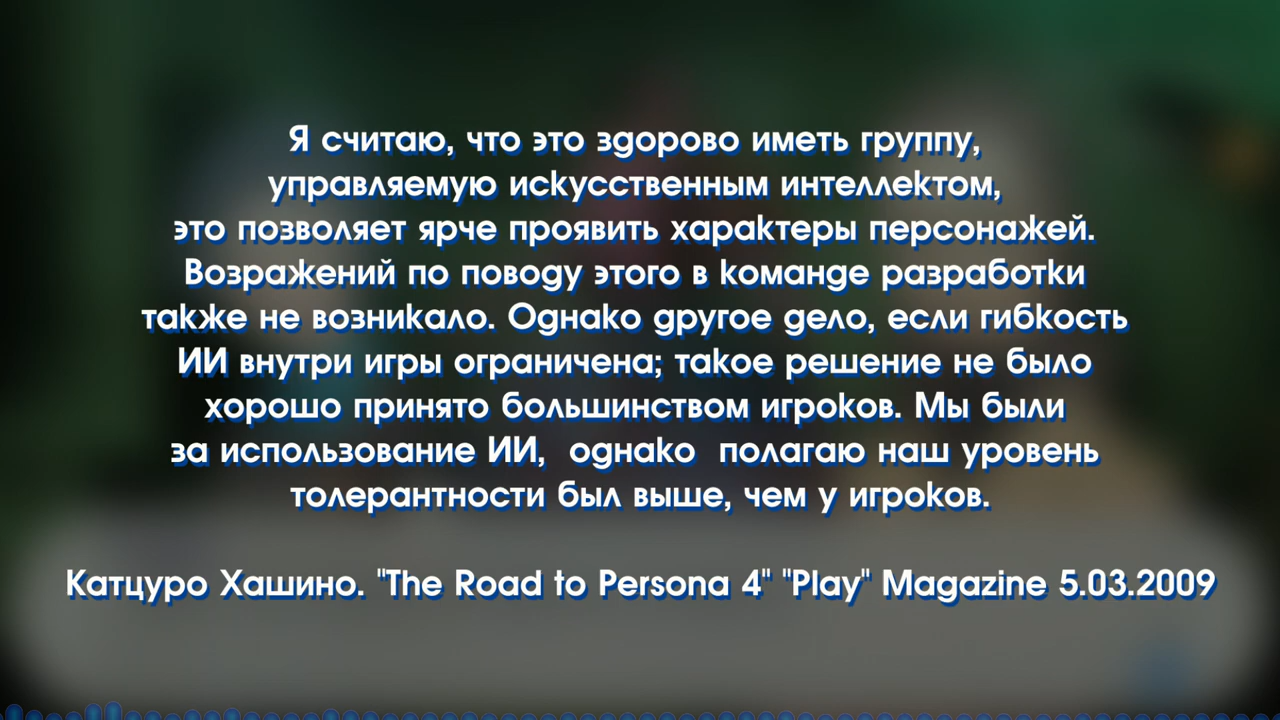 Я считаю, что это здорово иметь группу,
управляемую искусственным интеллектом,
это позволяет ярче проявить характеры персонажей.
Возражений по поводу этого в команде разработки
также не возникало. Однако другое дело, если гибкость
ИИ внутри игры ограничена; такое решение не было
хорошо принято большинством игроков. Мы были
за использование ИИ,  однако  полагаю наш уровень
толерантности был выше, чем у игроков.
Катцуро Хашино. "The Road to Persona 4" "Play" Magazine 5.03.2009